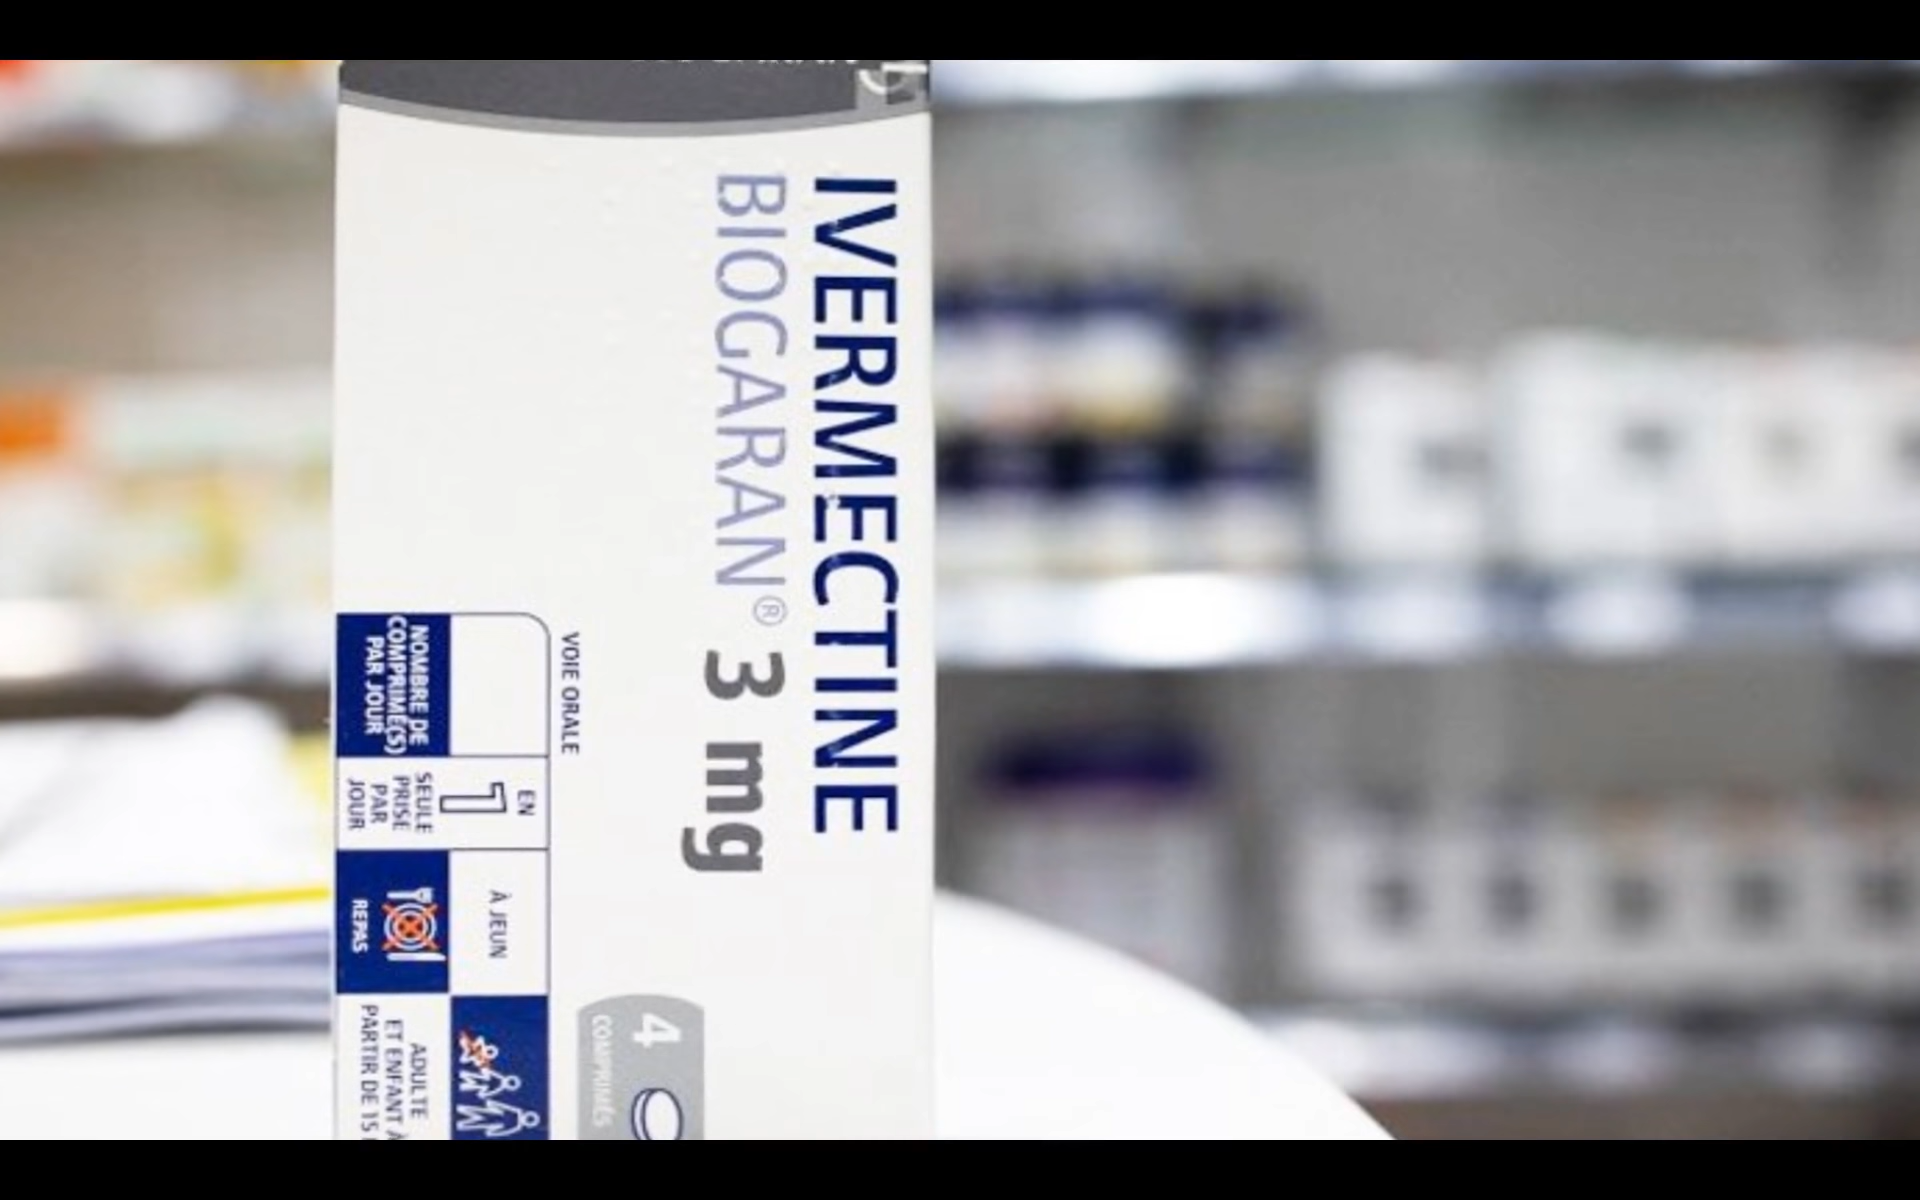 IVERMECTINE
BIOGARAN® 3 mg
VOIE ORALE
NOMBRE DE
COMPRIMÉ(S)
PAR JOUR
EN
1
SEULE
PRISE
PAR
JOUR
À JEUN
REPAS
ADULTE
ET ENFANT À
PARTIR DE 15
4
COMPRIMÉS